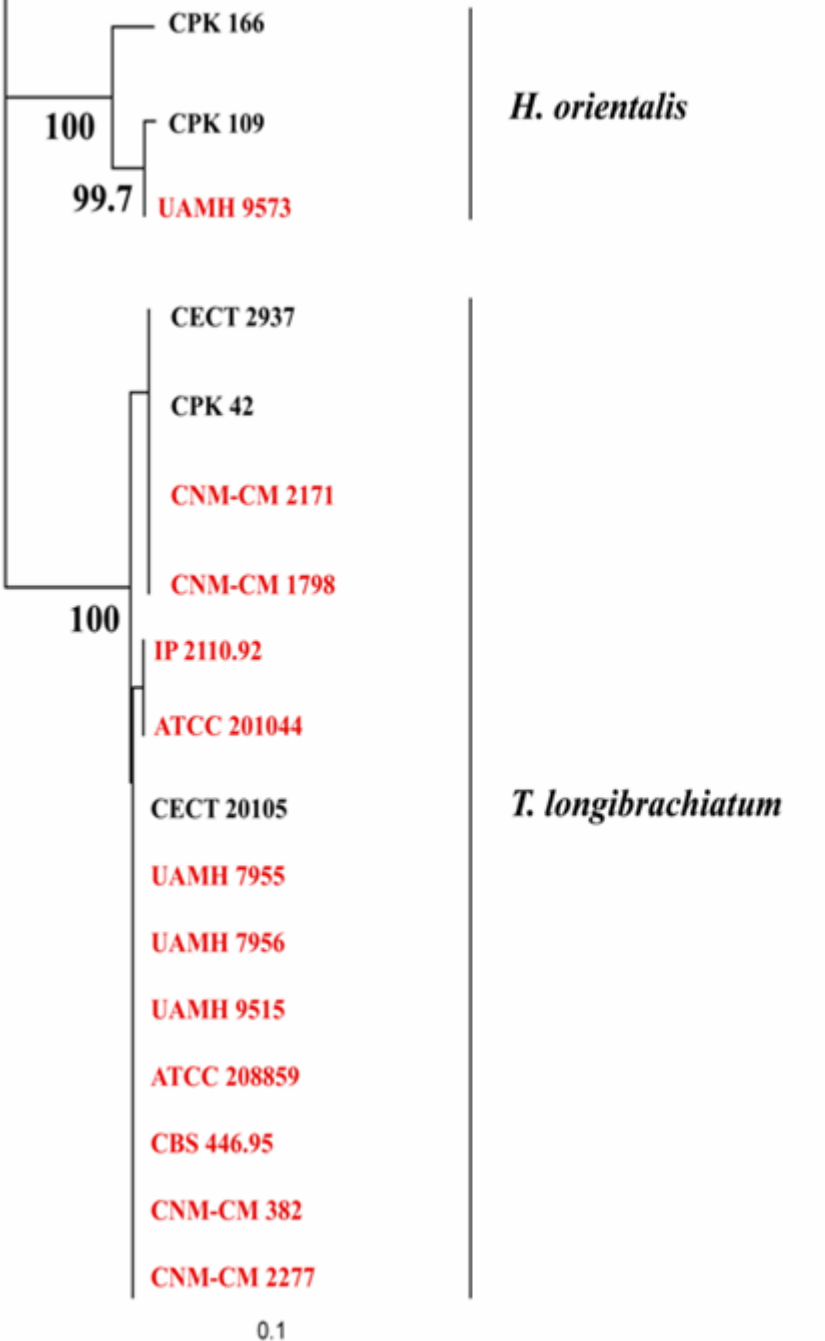 CPK 166
H. orientalis
100
CPK 109
99.7
UAMH 9573
CECT 2937
CPK 42
CNM-CM 2171
CNM-CM 1798
100
IP 2110.92
ATCC 201044
CECT 20105
T. longibrachiatum
UAMH 7955
UAMH 7956
UAMH 9515
ATCC 208859
CBS 446.95
CNM-CM 382
CNM-CM 2277
0.1